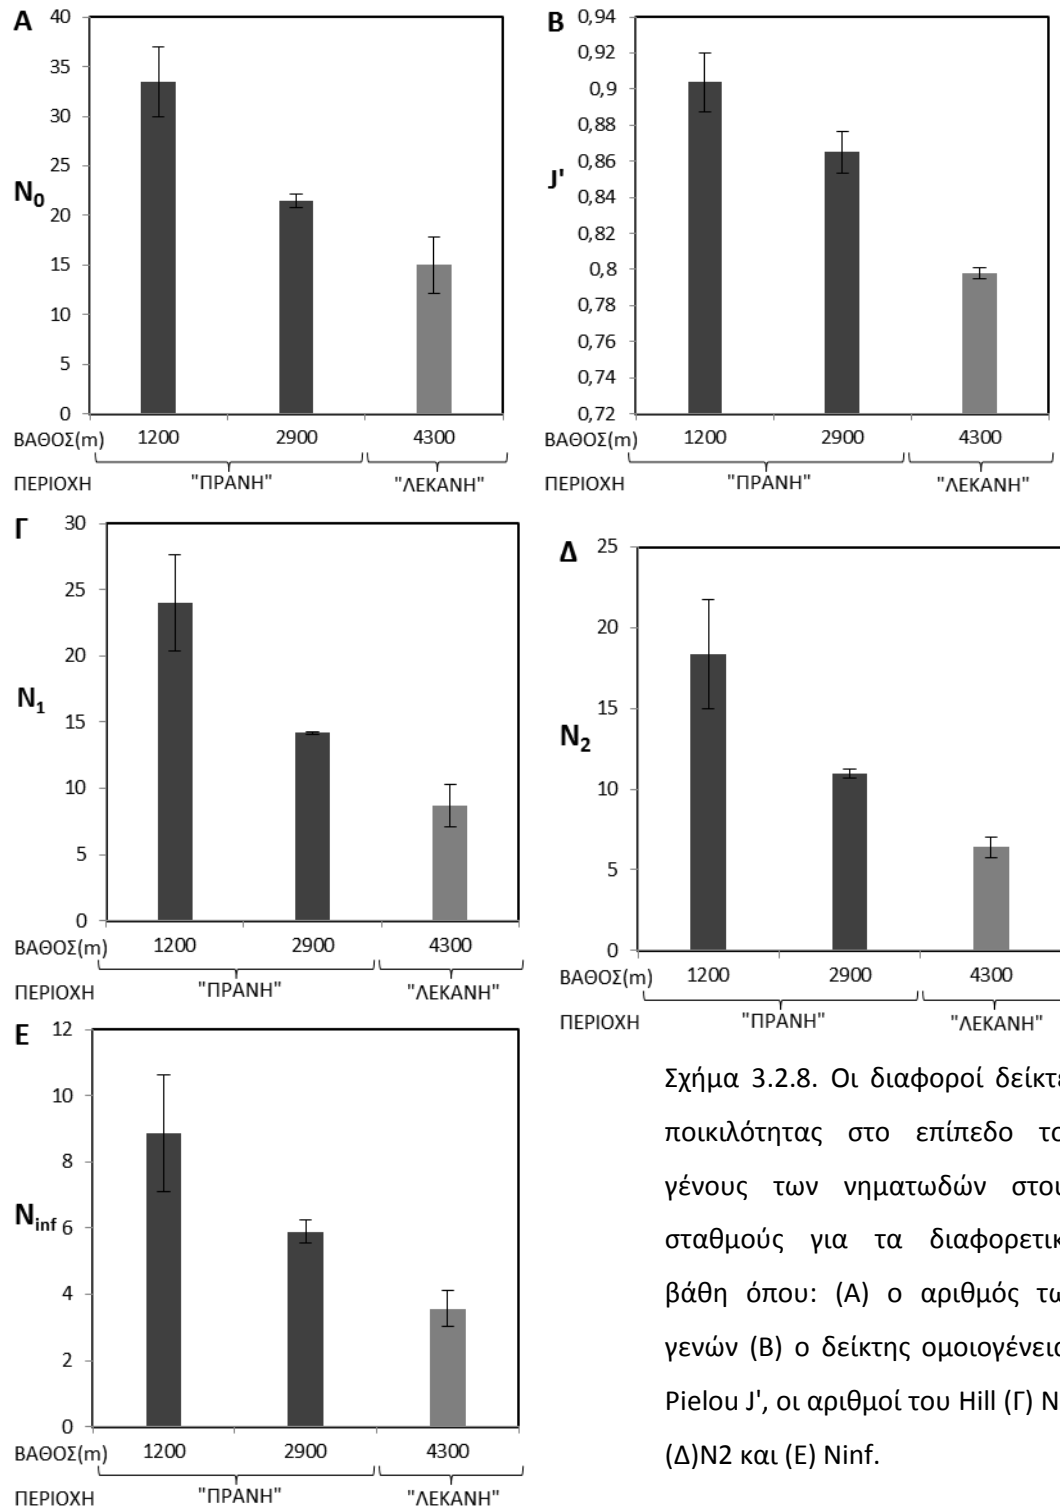 Α
40
35
30
25
20
15
10
5
0
N0
ΒΑΘΟΣ(m) 1200 2900 4300
ΠΕΡΙΟΧΗ "ΠΡΑΝΗ" "ΛΕΚΑΝΗ"
Β
0,94
0,92
0,9
0,88
0,86
0,84
0,82
0,8
0,78
0,76
0,74
0,72
J'
ΒΑΘΟΣ(m) 1200 2900 4300
ΠΕΡΙΟΧΗ "ΠΡΑΝΗ" "ΛΕΚΑΝΗ"
Γ
30
25
20
15
10
5
0
N1
ΒΑΘΟΣ(m) 1200 2900 4300
ΠΕΡΙΟΧΗ "ΠΡΑΝΗ" "ΛΕΚΑΝΗ"
Δ
25
20
15
10
5
0
N2
ΒΑΘΟΣ(m) 1200 2900 4300
ΠΕΡΙΟΧΗ "ΠΡΑΝΗ" "ΛΕΚΑΝΗ"
Ε
12
10
8
6
4
2
0
Ninf
ΒΑΘΟΣ(m) 1200 2900 4300
ΠΕΡΙΟΧΗ "ΠΡΑΝΗ" "ΛΕΚΑΝΗ"
Σχήμα 3.2.8. Οι διαφοροί δείκτε
ποικιλότητας στο επίπεδο το
γένους των νηματωδών στου
σταθμούς για τα διαφορετικ
βάθη όπου: (Α) ο αριθμός τω
γενών (Β) ο δείκτης ομοιογένεια
Pielou J', οι αριθμοί του Hill (Γ) N
(Δ)N2 και (Ε) Ninf.